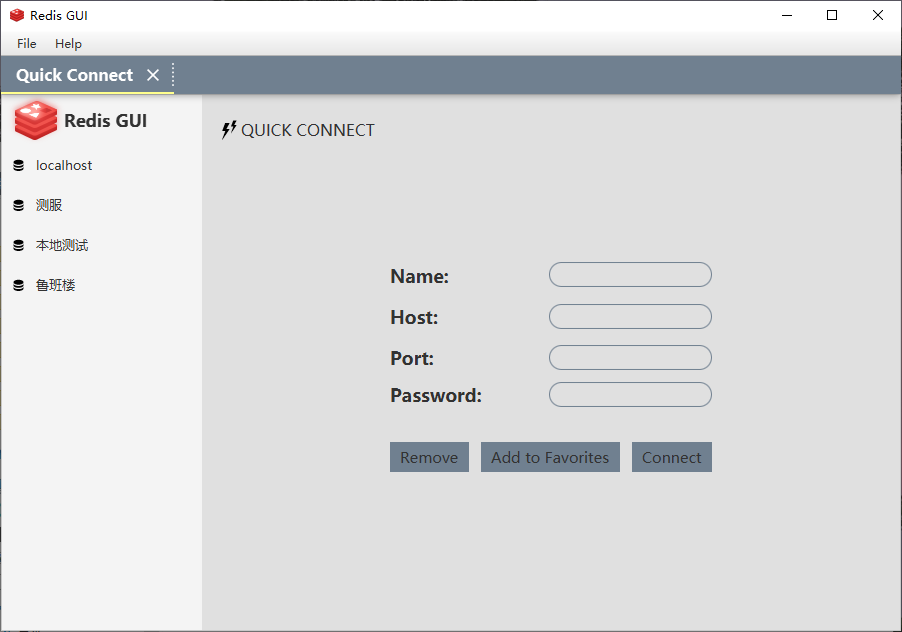 Redis GUI
File Help
Quick Connect
Redis GUI
localhost
测服
本地测试
鲁班楼
QUICK CONNECT
Name:
Host:
Port:
Password:
Remove Add to Favorites Connect